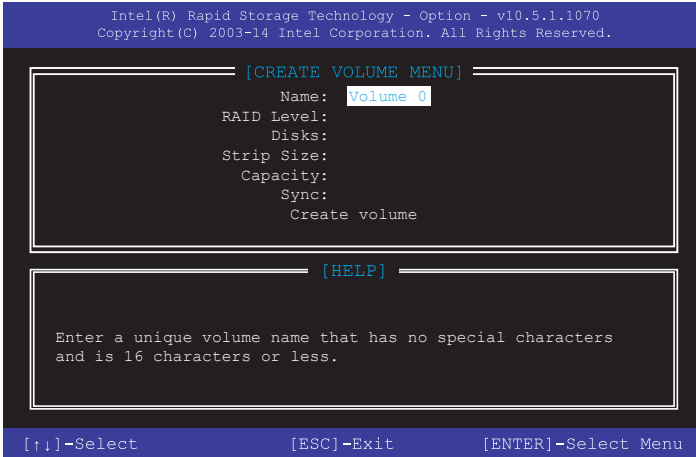 Intel(R) Rapid Storage Technology - Option - v10.5.1.1070
Copyright(C) 2003-14 Intel Corporation. All Rights Reserved.
[CREATE VOLUME MENU]
Name: Volume 0
RAID Level:
Disks:
Strip Size:
Capacity:
Sync:
Create volume
[HELP]
Enter a unique volume name that has no special characters
and is 16 characters or less.
[↑↓]-Select [ESC]-Exit [ENTER]-Select Menu